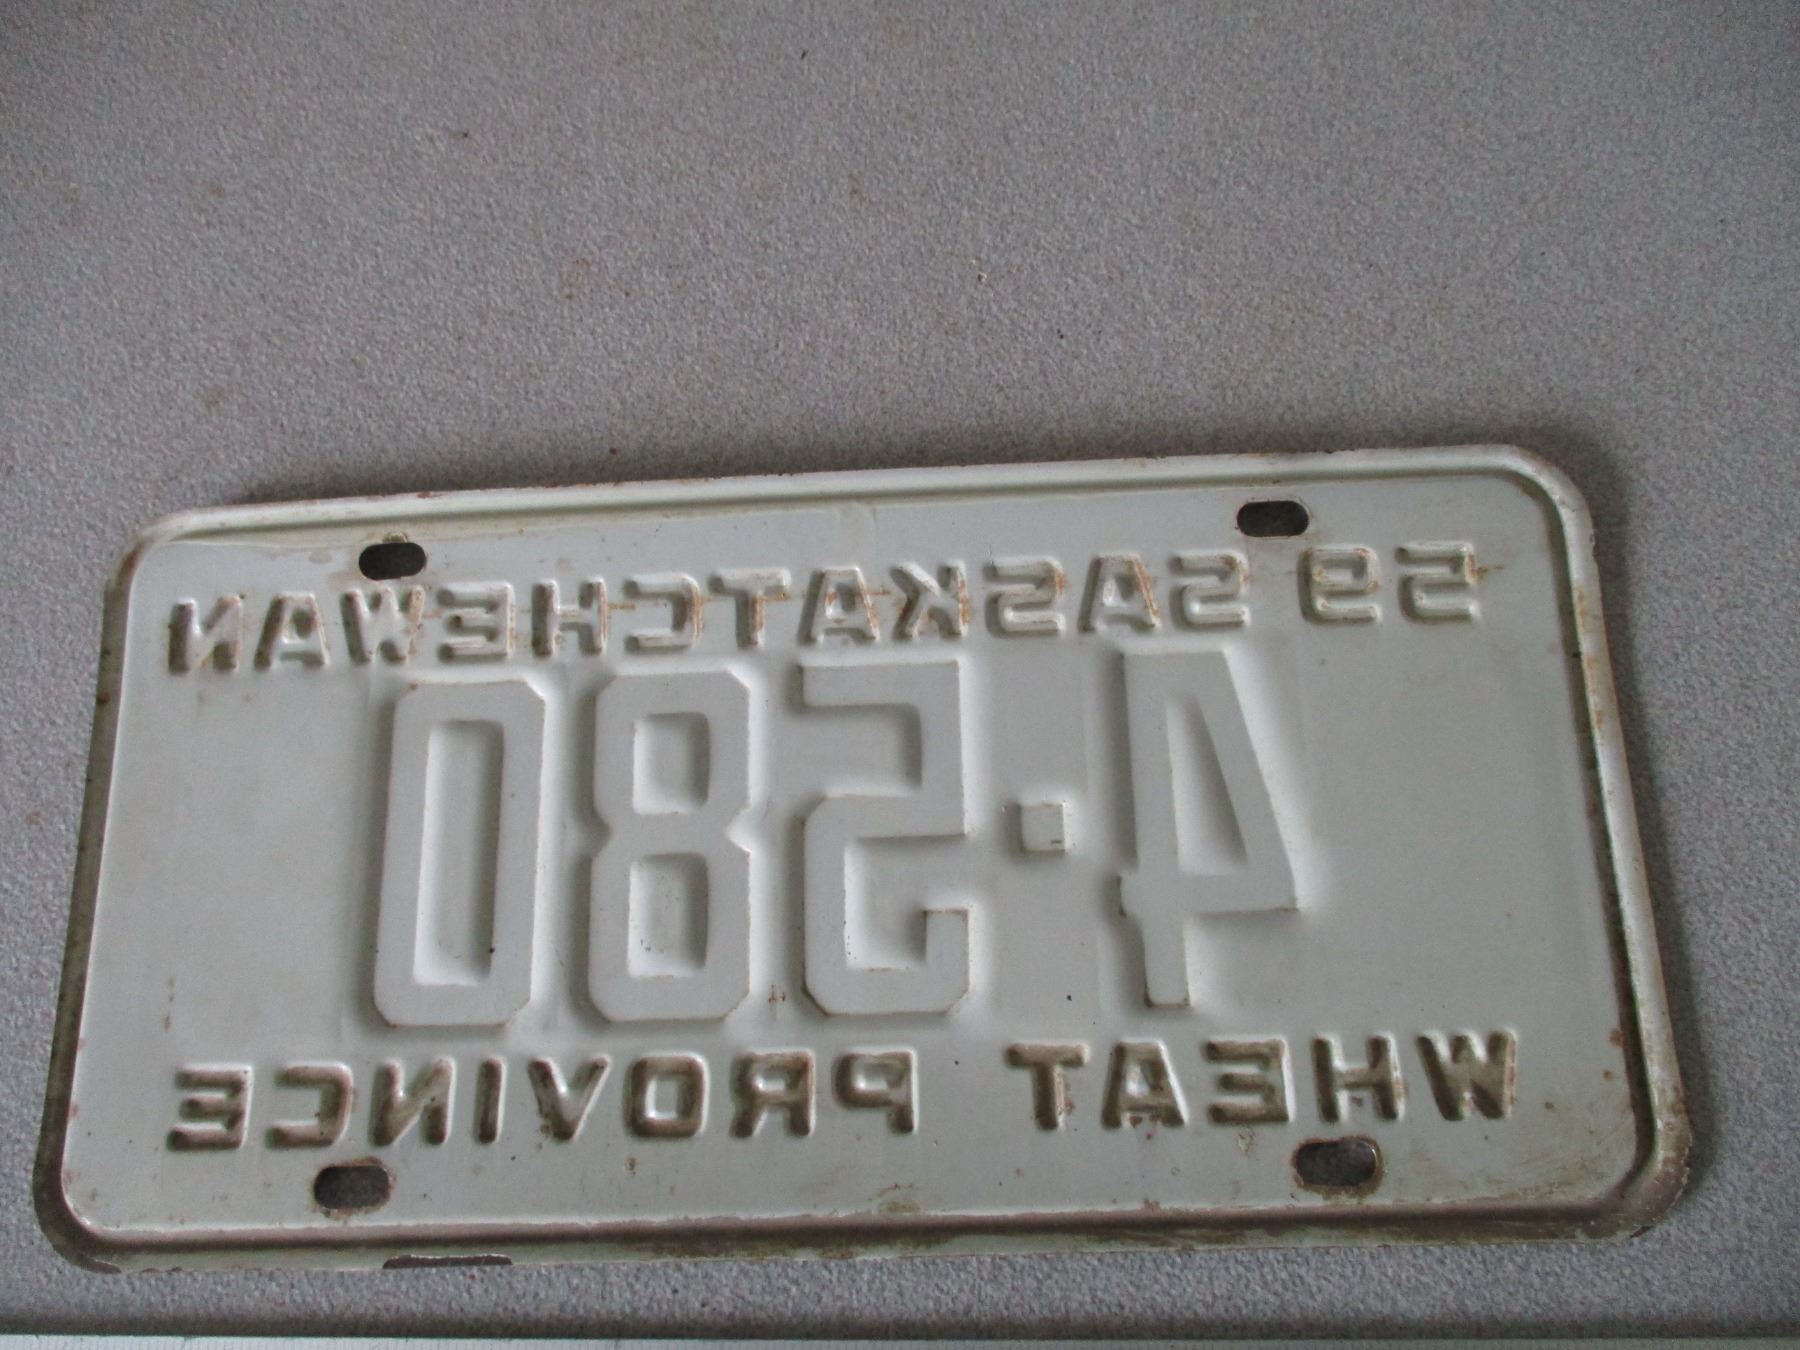 59 SASKATCHEWAN
4·580
WHEAT PROVINCE